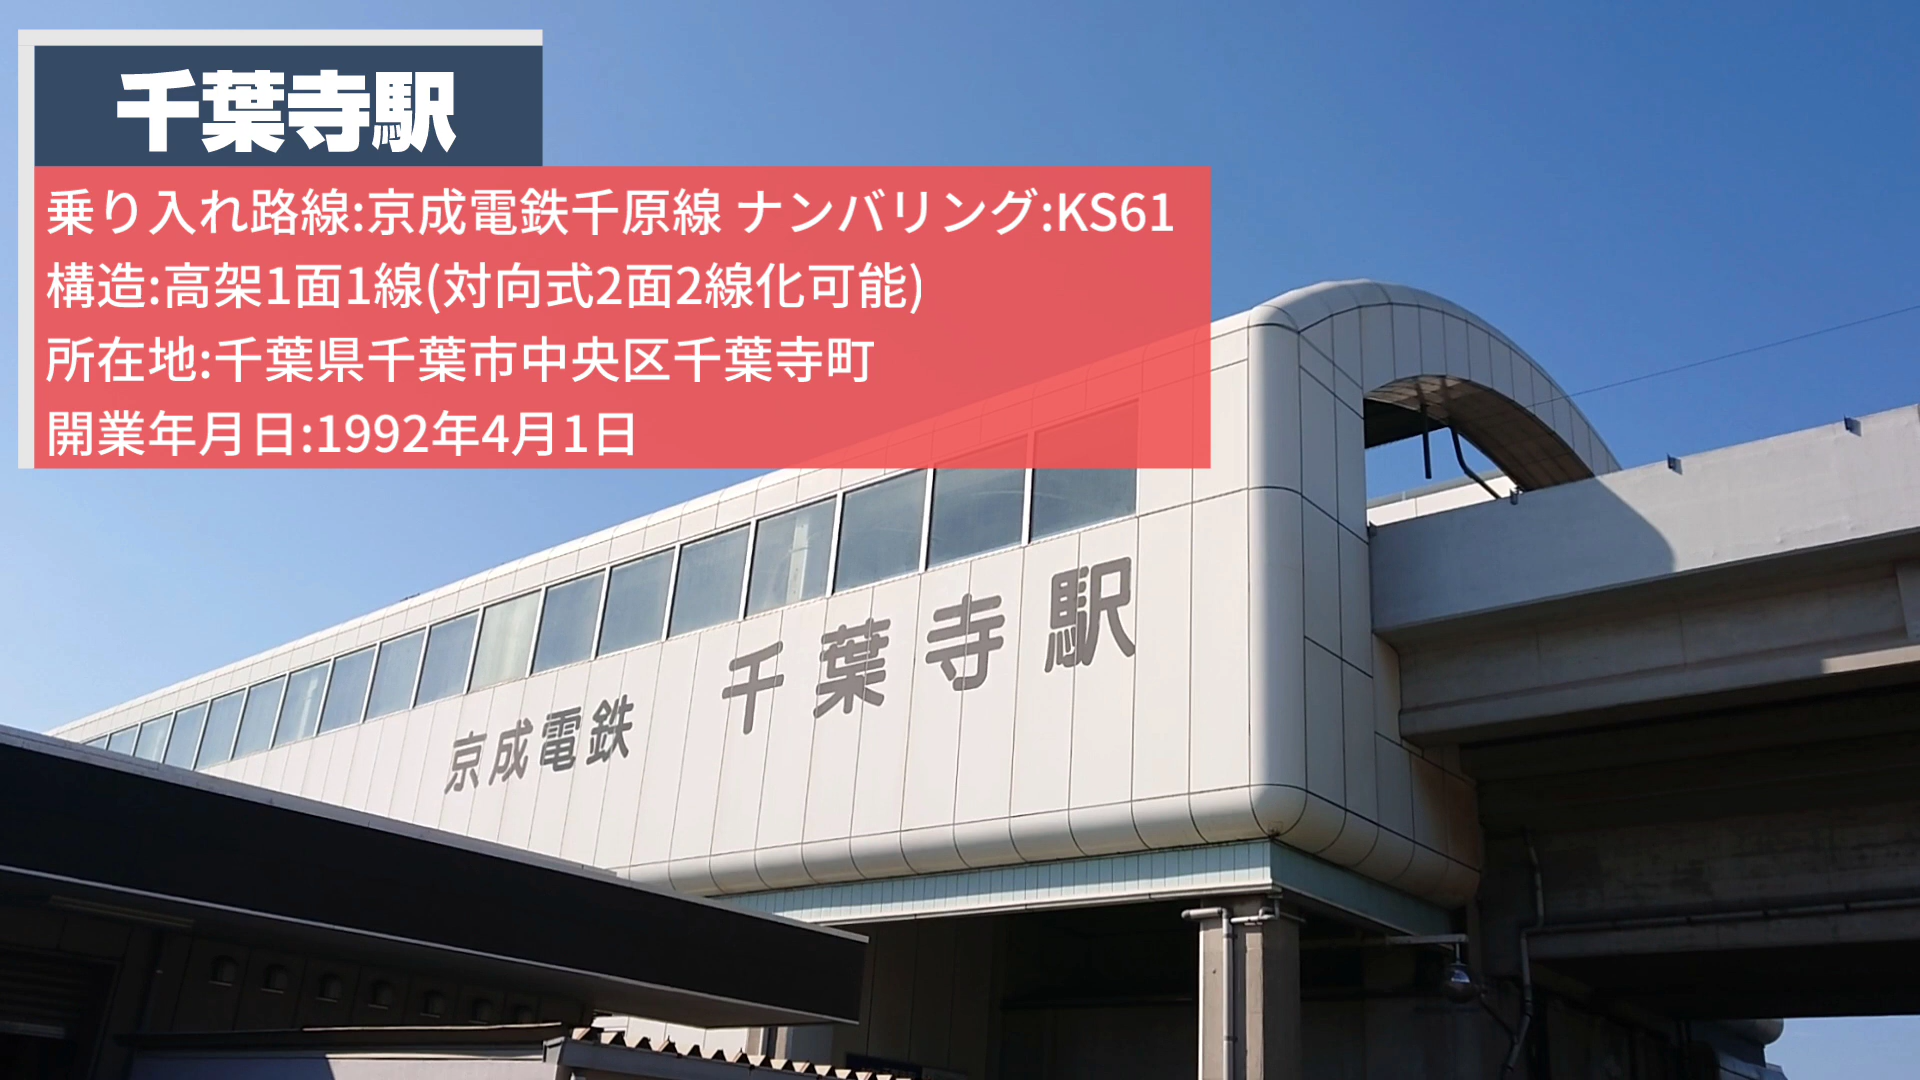 千葉寺駅
乗り入れ路線:京成電鉄千原線 ナンバリング:KS61
構造:高架1面1線(対向式2面2線化可能)
所在地:千葉県千葉市中央区千葉寺町
開業年月日:1992年4月1日
京成電鉄 千葉寺駅